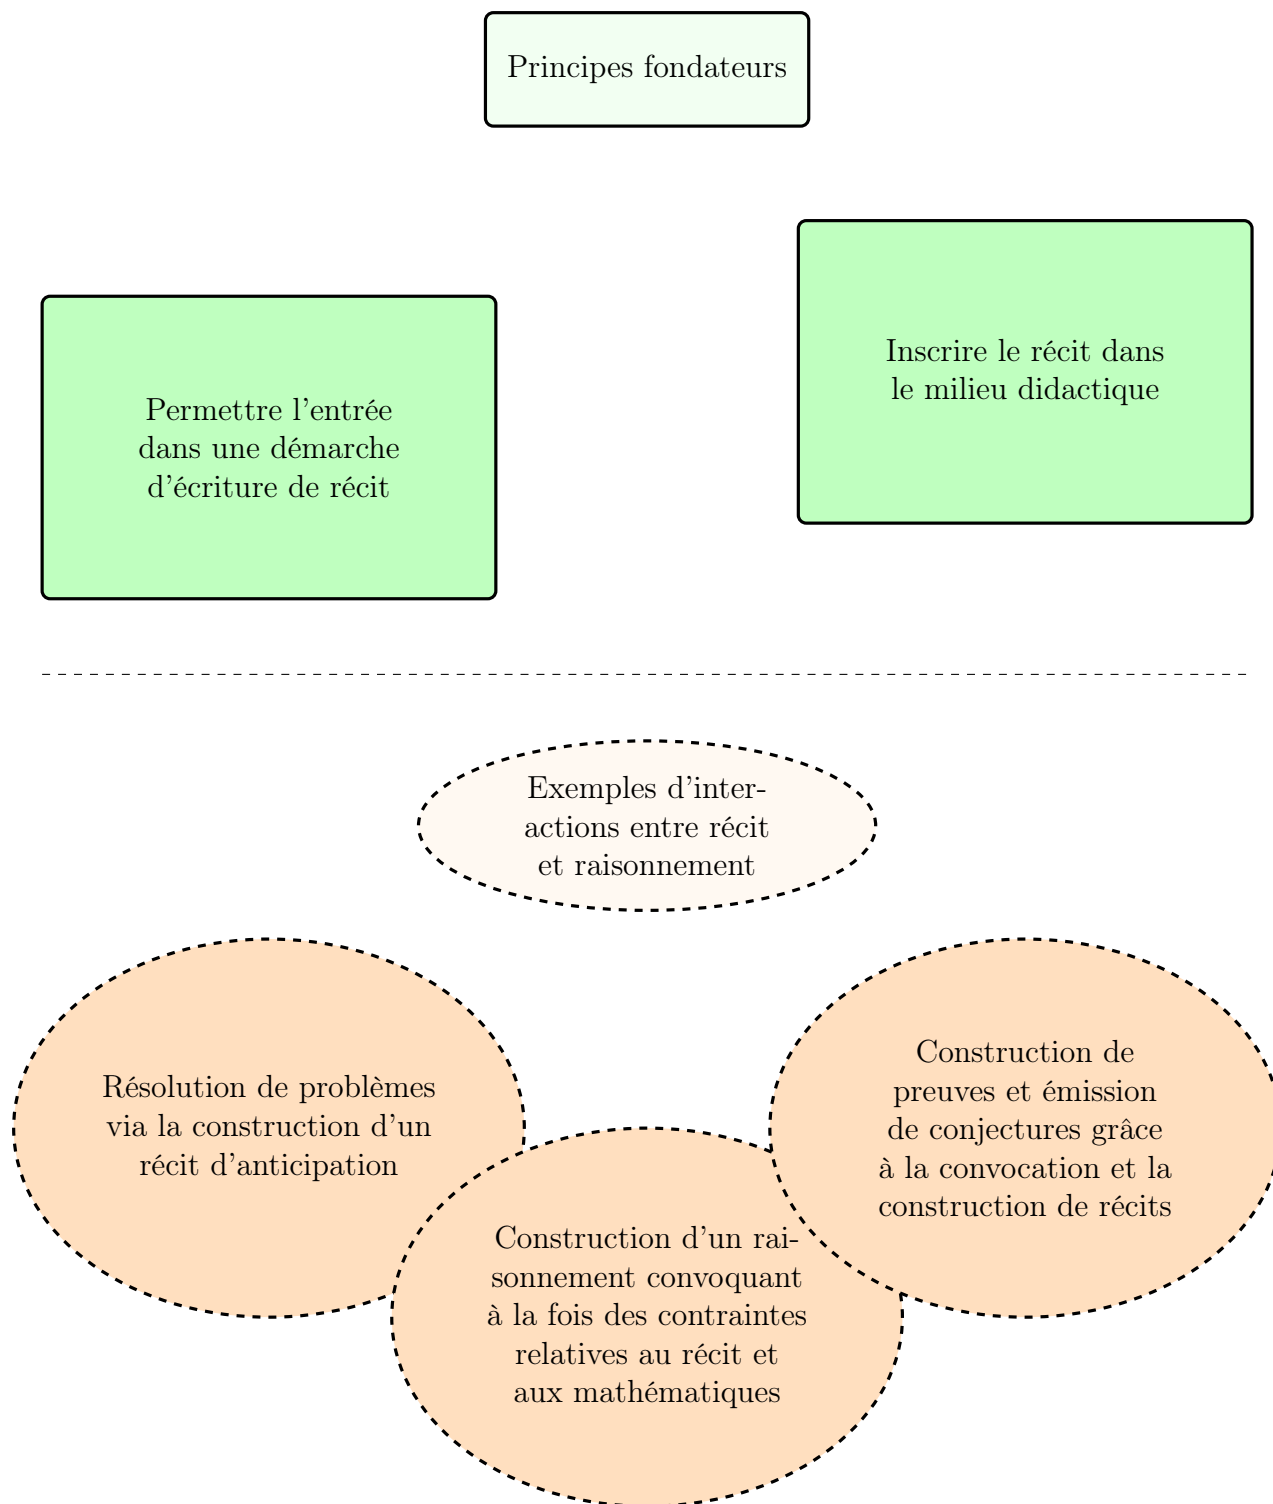 Principes fondateurs
Permettre l'entrée
dans une démarche
d'écriture de récit
Inscrire le récit dans
le milieu didactique
Exemples d'inter-
actions entre récit
et raisonnement
Résolution de problèmes
via la construction d'un
récit d'anticipation
Construction d'un rai-
sonnement convoquant
à la fois des contraintes
relatives au récit et
aux mathématiques
Construction de
preuves et émission
de conjectures grâce
à la convocation et la
construction de récits